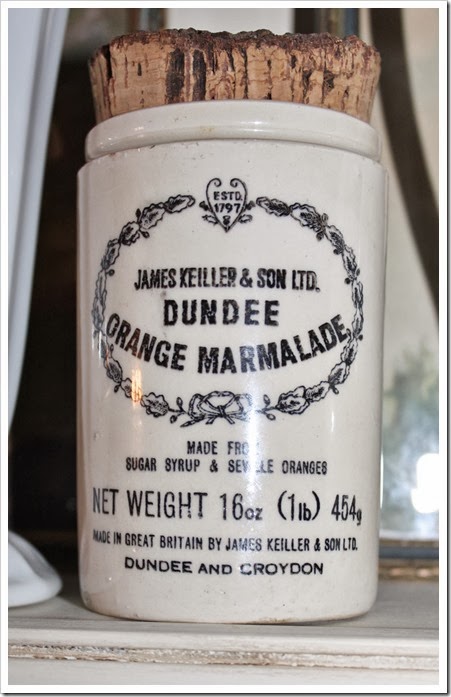 ESTD.
1797
JAMES KEILLER & SON LTD.
DUNDEE
ORANGE MARMALADE
MADE FROM
SUGAR SYRUP & SEVILLE ORANGES
NET WEIGHT 16oz (1lb) 454g
MADE IN GREAT BRITAIN BY JAMES KEILLER & SON LTD.
DUNDEE AND CROYDON